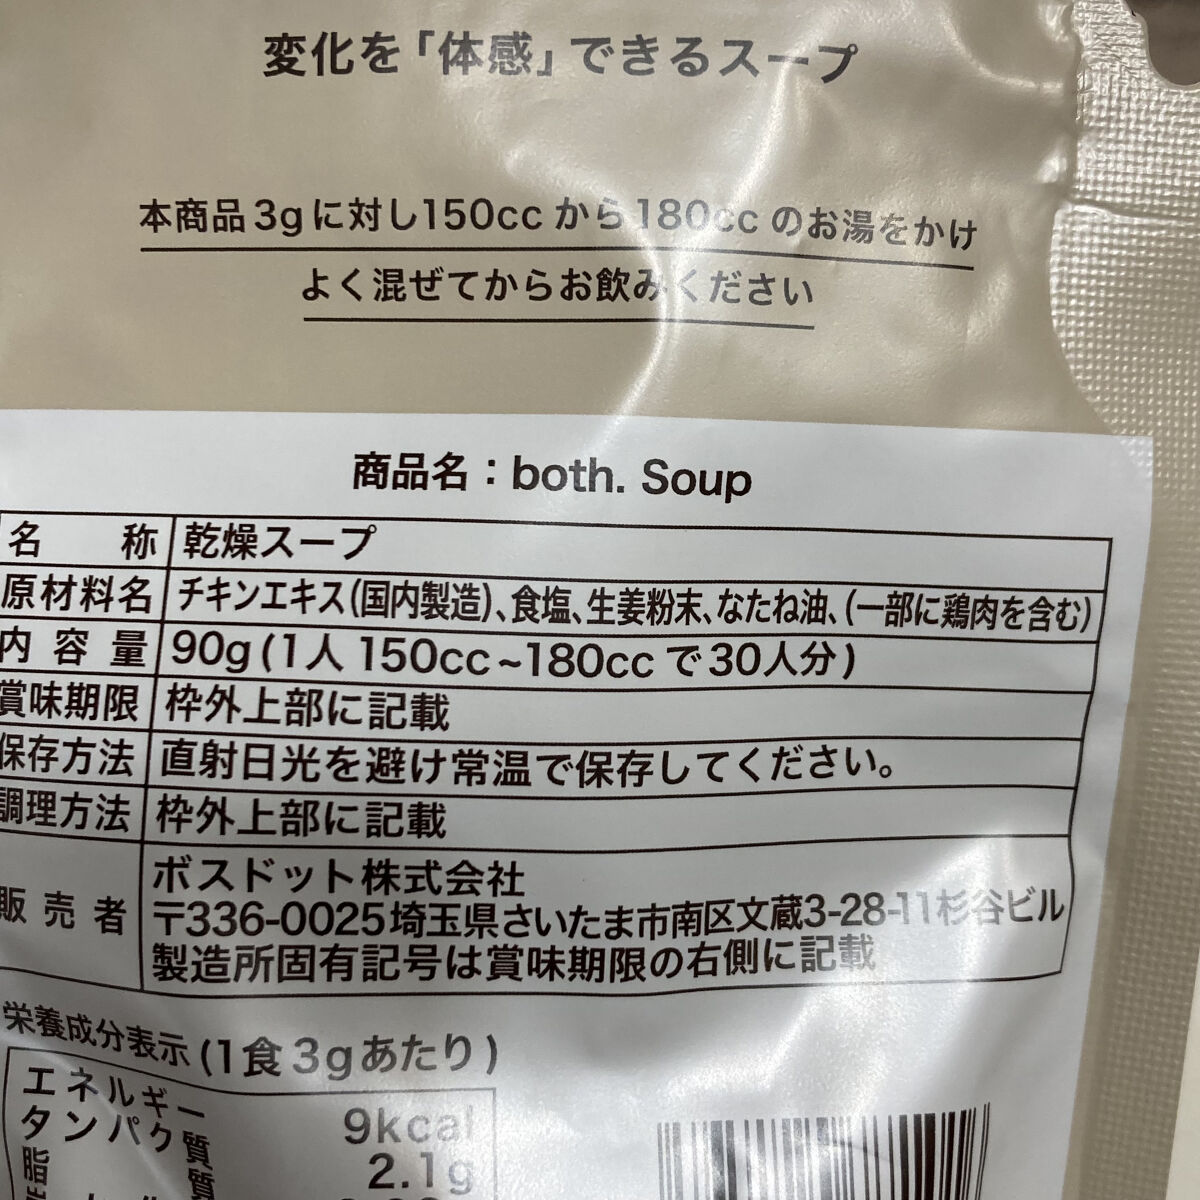 変化を「体感」できるスープ
本商品3gに対し150ccから180ccのお湯をかけ
よく混ぜてからお飲みください
商品名：both. Soup
名称 乾燥スープ
原材料名 チキンエキス(国内製造)、食塩、生姜粉末、なたね油、(一部に鶏肉を含む)
内容量 90g(1人150cc~180ccで30人分)
賞味期限 枠外上部に記載
保存方法 直射日光を避け常温で保存してください。
調理方法 枠外上部に記載
販売者 ボスドット株式会社
〒336-0025埼玉県さいたま市南区文蔵3-28-11杉谷ビル
製造所固有記号は賞味期限の右側に記載
栄養成分表示(1食3gあたり)
エネルギー 9kcal
タンパク質 2.1g
脂質